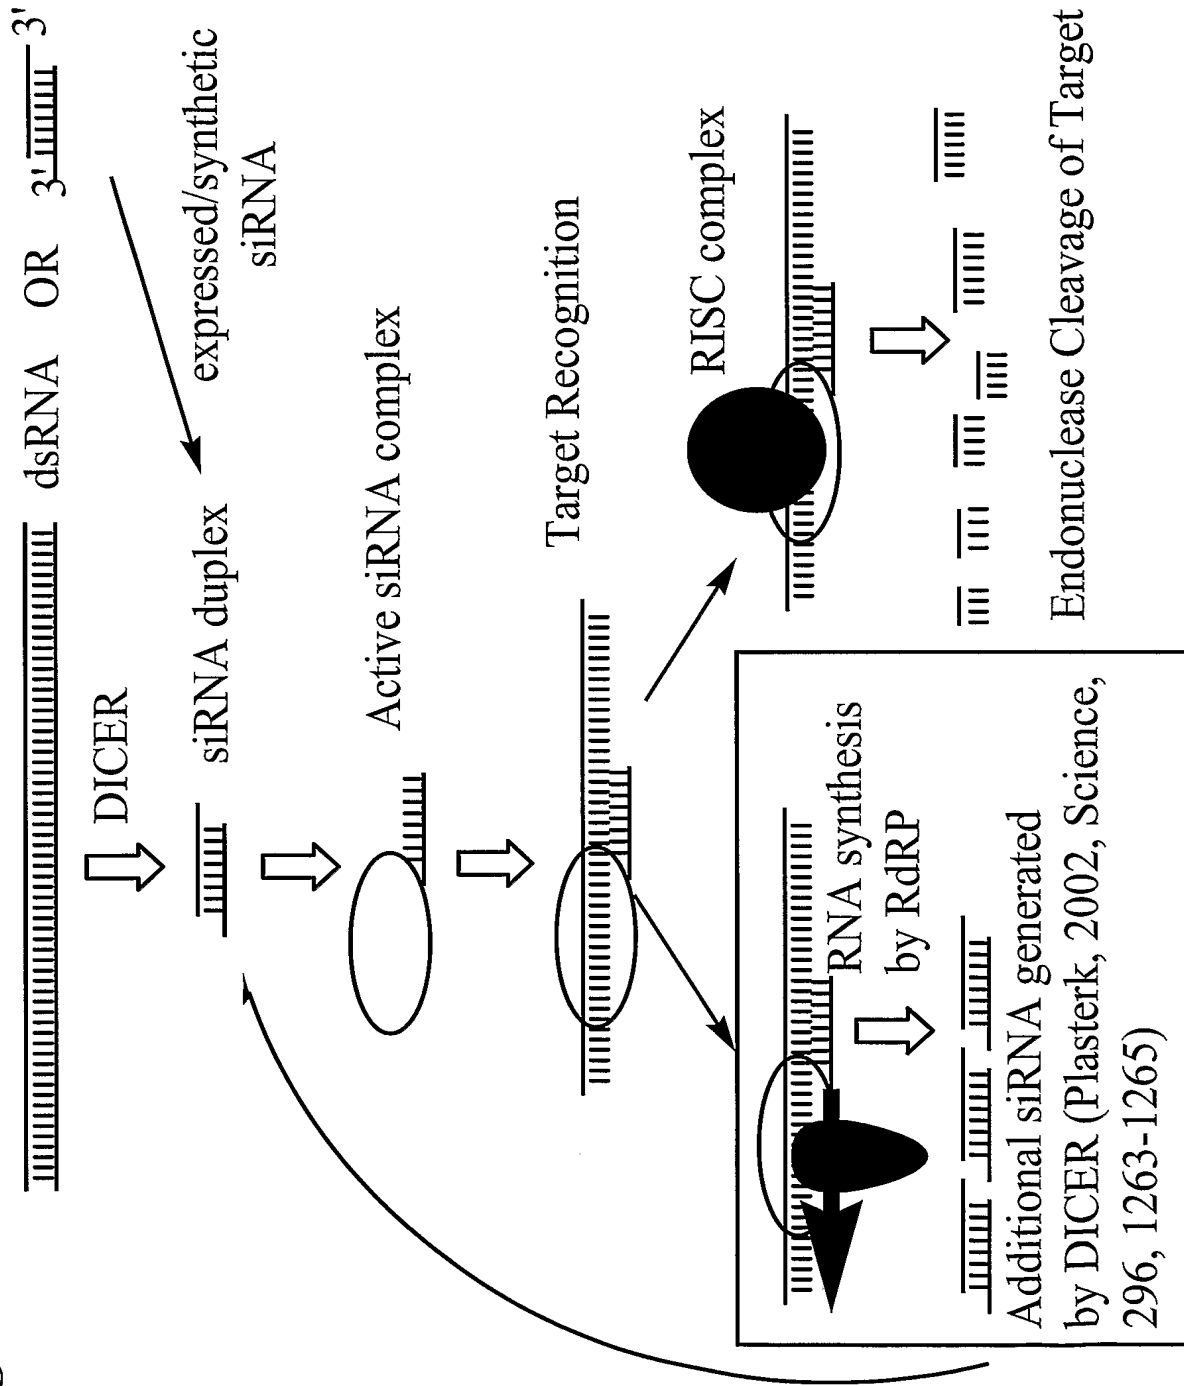 dsRNA OR 3' 3'
DICER
expressed/synthetic
siRNA
siRNA duplex
Active siRNA complex
Target Recognition
RISC complex
RNA synthesis
by RdRP
Additional siRNA generated
by DICER (Plasterk, 2002, Science,
296, 1263-1265)
Endonuclease Cleavage of Target